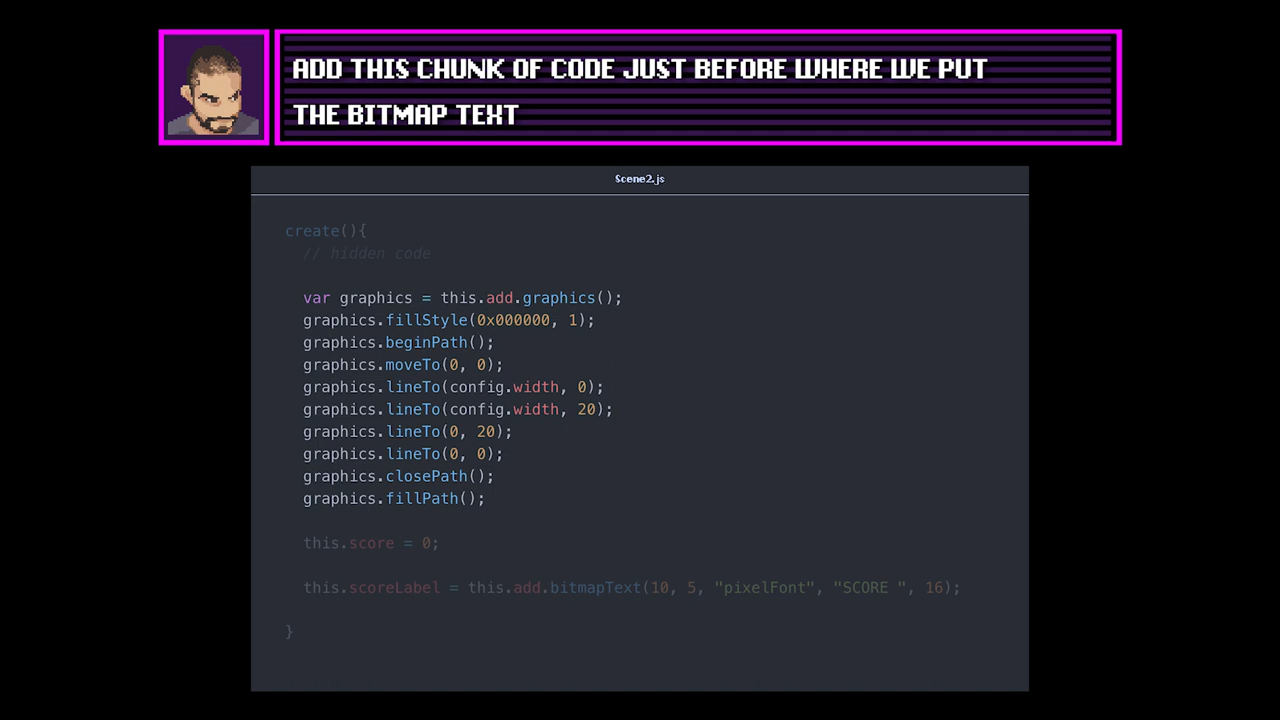 ADD THIS CHUNK OF CODE JUST BEFORE WHERE WE PUT
THE BITMAP TEXT
Scene2.js
create(){
// hidden code
var graphics = this.add.graphics();
graphics.fillStyle(0x000000, 1);
graphics.beginPath();
graphics.moveTo(0, 0);
graphics.lineTo(config.width, 0);
graphics.lineTo(config.width, 20);
graphics.lineTo(0, 20);
graphics.lineTo(0, 0);
graphics.closePath();
graphics.fillPath();
this.score = 0;
this.scoreLabel = this.add.bitmapText(10, 5, "pixelFont", "SCORE ", 16);
}